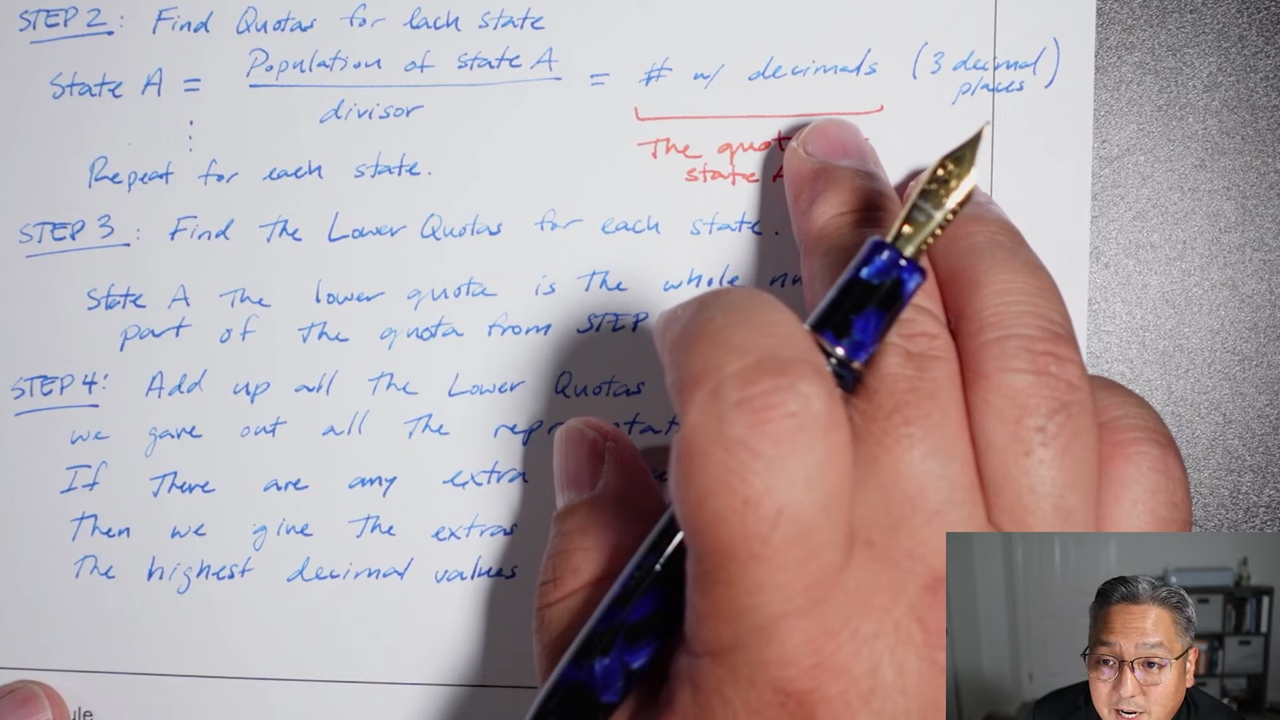 STEP 2: Find Quotas for each state
State A = Population of state A / divisor = # w/ decimals (3 decimal places)
⋮
The quot
state A
Repeat for each state.
STEP 3: Find the Lower Quotas for each state.
State A The lower quota is the whole nu
part of the quota from STEP
STEP 4: Add up all the Lower Quotas
we gave out all the
If there are any extra
Then we give the extras
The highest decimal values
ule